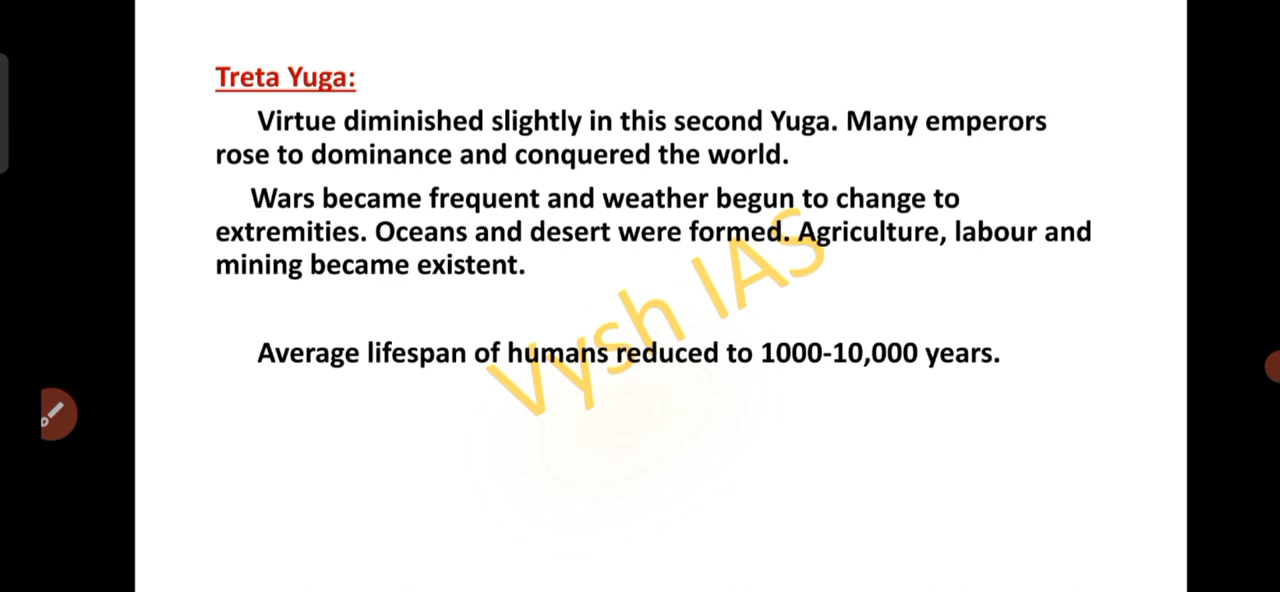 Treta Yuga:
Virtue diminished slightly in this second Yuga. Many emperors
rose to dominance and conquered the world.
Wars became frequent and weather begun to change to
extremities. Oceans and desert were formed. Agriculture, labour and
mining became existent.
Average lifespan of humans reduced to 1000-10,000 years.
Vysh IAS